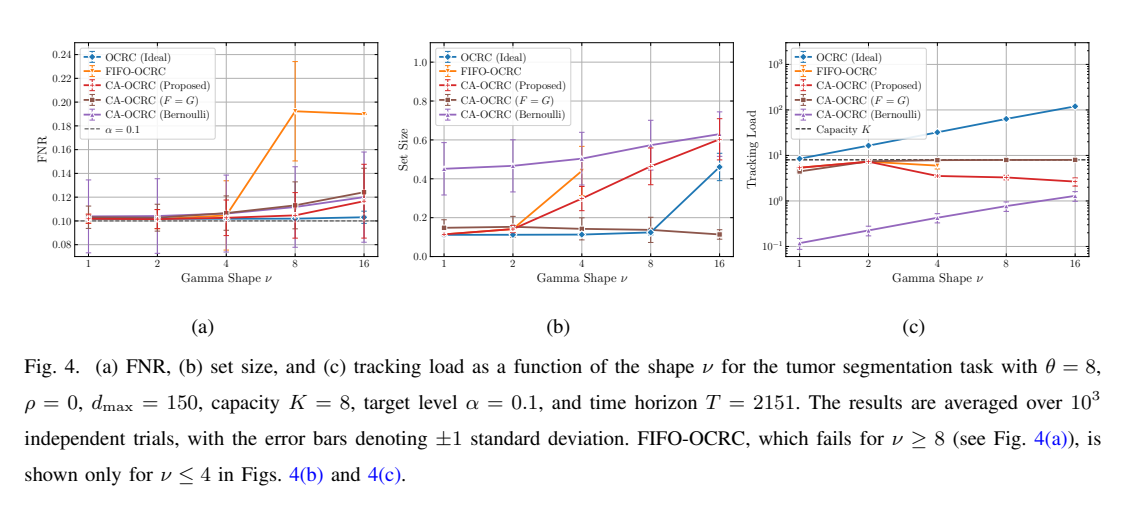 OCRC (Ideal)
FIFO-OCRC
CA-OCRC (Proposed)
CA-OCRC (F = G)
CA-OCRC (Bernoulli)
α = 0.1
0.24
0.22
0.20
0.18
0.16
0.14
0.12
0.10
0.08
FNR
1
2
4
8
16
Gamma Shape ν
(a)
OCRC (Ideal)
FIFO-OCRC
CA-OCRC (Proposed)
CA-OCRC (F = G)
CA-OCRC (Bernoulli)
1.0
0.8
0.6
0.4
0.2
0.0
Set Size
1
2
4
8
16
Gamma Shape ν
(b)
OCRC (Ideal)
FIFO-OCRC
CA-OCRC (Proposed)
CA-OCRC (F = G)
CA-OCRC (Bernoulli)
Capacity K
10³
10²
10¹
10⁰
10⁻¹
Tracking Load
1
2
4
8
16
Gamma Shape ν
(c)
Fig. 4. (a) FNR, (b) set size, and (c) tracking load as a function of the shape ν for the tumor segmentation task with θ = 8,
ρ = 0, d_max = 150, capacity K = 8, target level α = 0.1, and time horizon T = 2151. The results are averaged over 10³
independent trials, with the error bars denoting ±1 standard deviation. FIFO-OCRC, which fails for ν ≥ 8 (see Fig. 4(a)), is
shown only for ν ≤ 4 in Figs. 4(b) and 4(c).